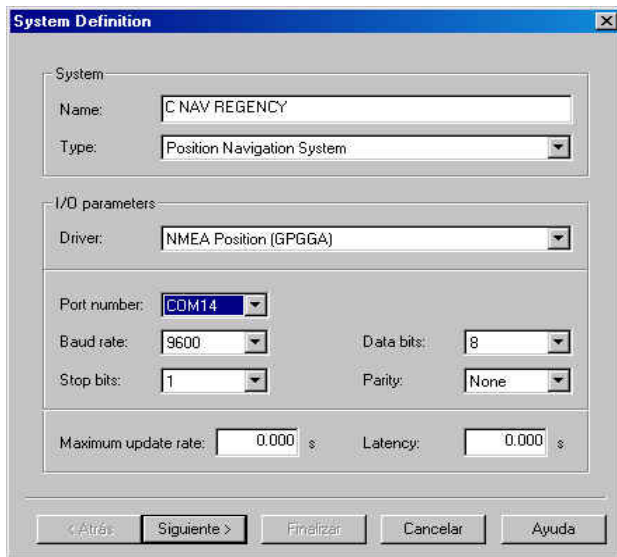 System Definition
System
Name: C NAV REGENCY
Type: Position Navigation System
I/O parameters
Driver: NMEA Position (GPGGA)
Port number: COM14
Baud rate: 9600 Data bits: 8
Stop bits: 1 Parity: None
Maximum update rate: 0.000 s Latency: 0.000 s
< Atrás Siguiente > Finalizar Cancelar Ayuda